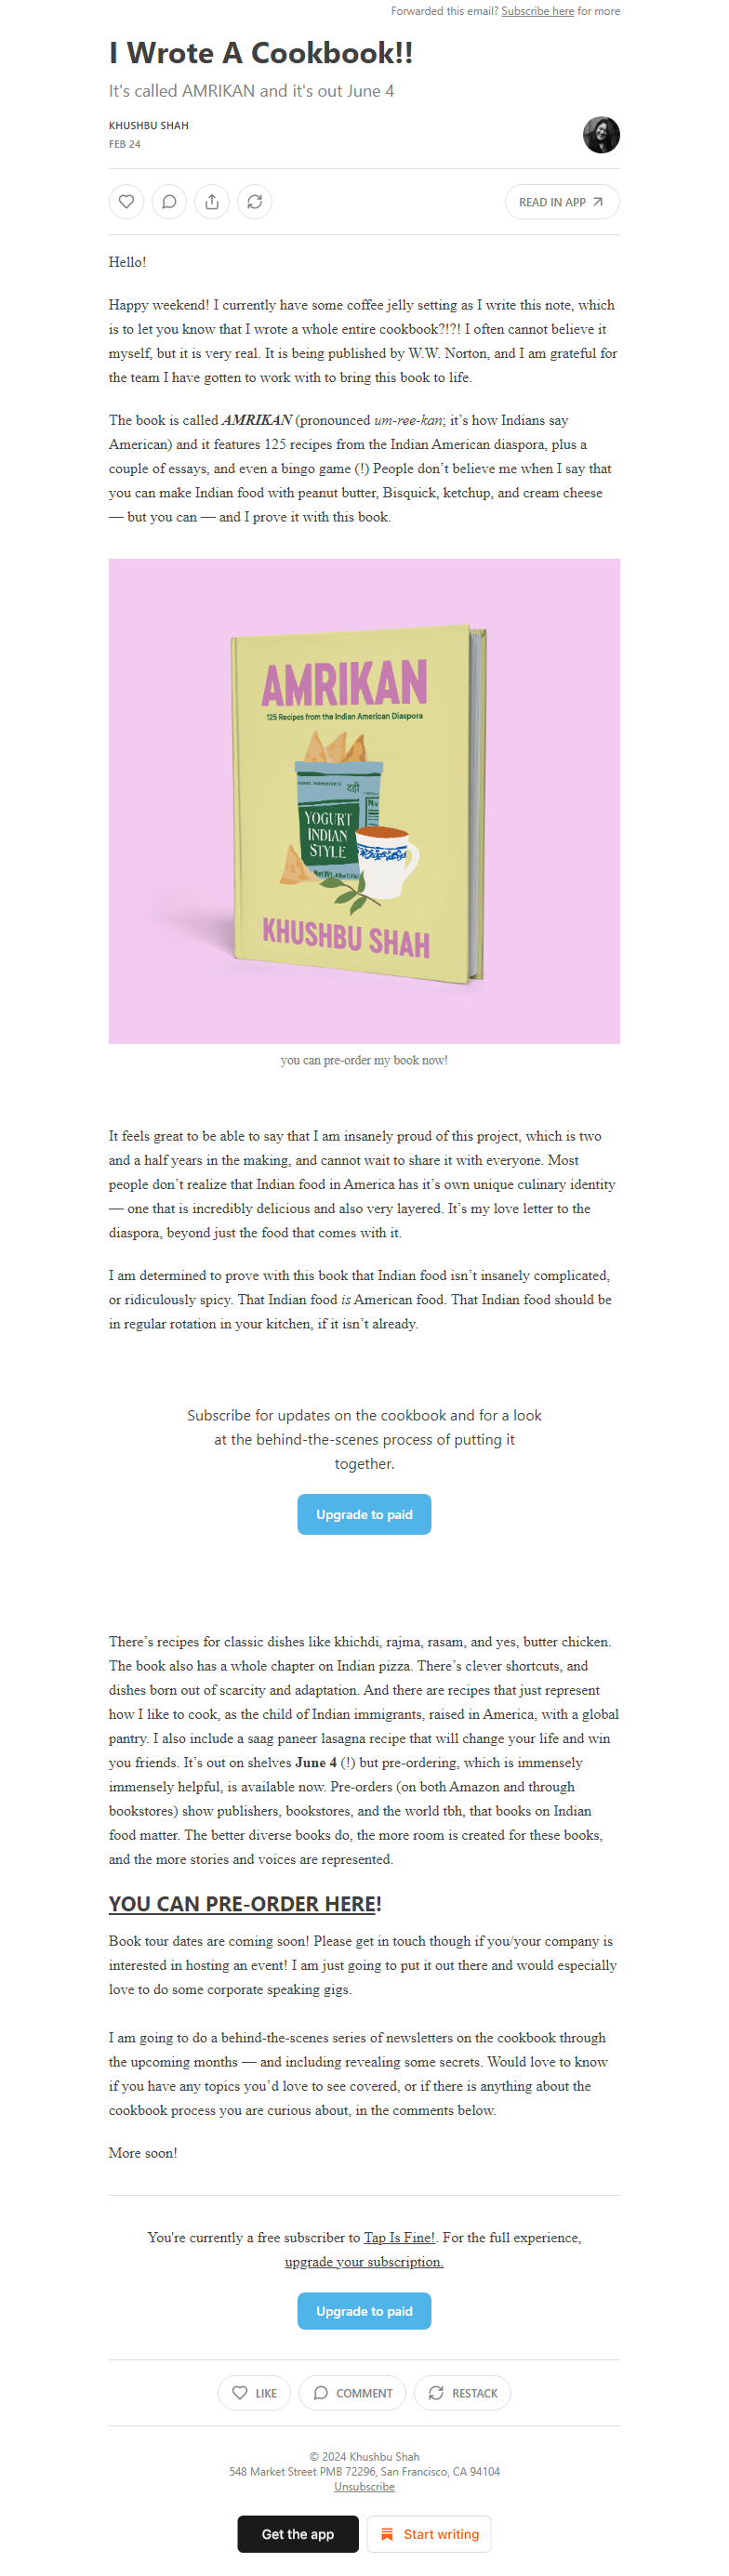 Forwarded this email? Subscribe here for more
I Wrote A Cookbook!!
It's called AMRIKAN and it's out June 4
KHUSHBU SHAH
FEB 24
READ IN APP
Hello!
Happy weekend! I currently have some coffee jelly setting as I write this note, which
is to let you know that I wrote a whole entire cookbook?!?! I often cannot believe it
myself, but it is very real. It is being published by W.W. Norton, and I am grateful for
the team I have gotten to work with to bring this book to life.
The book is called AMRIKAN (pronounced um-ree-kan; it’s how Indians say
American) and it features 125 recipes from the Indian American diaspora, plus a
couple of essays, and even a bingo game (!) People don’t believe me when I say that
you can make Indian food with peanut butter, Bisquick, ketchup, and cream cheese
— but you can — and I prove it with this book.
AMRIKAN
125 Recipes from the Indian American Diaspora
दही
YOGURT
INDIAN
STYLE
KHUSHBU SHAH
you can pre-order my book now!
It feels great to be able to say that I am insanely proud of this project, which is two
and a half years in the making, and cannot wait to share it with everyone. Most
people don’t realize that Indian food in America has it’s own unique culinary identity
— one that is incredibly delicious and also very layered. It’s my love letter to the
diaspora, beyond just the food that comes with it.
I am determined to prove with this book that Indian food isn’t insanely complicated,
or ridiculously spicy. That Indian food is American food. That Indian food should be
in regular rotation in your kitchen, if it isn’t already.
Subscribe for updates on the cookbook and for a look
at the behind-the-scenes process of putting it
together.
Upgrade to paid
There’s recipes for classic dishes like khichdi, rajma, rasam, and yes, butter chicken.
The book also has a whole chapter on Indian pizza. There’s clever shortcuts, and
dishes born out of scarcity and adaptation. And there are recipes that just represent
how I like to cook, as the child of Indian immigrants, raised in America, with a global
pantry. I also include a saag paneer lasagna recipe that will change your life and win
you friends. It’s out on shelves June 4 (!) but pre-ordering, which is immensely
immensely helpful, is available now. Pre-orders (on both Amazon and through
bookstores) show publishers, bookstores, and the world tbh, that books on Indian
food matter. The better diverse books do, the more room is created for these books,
and the more stories and voices are represented.
YOU CAN PRE-ORDER HERE!
Book tour dates are coming soon! Please get in touch though if you/your company is
interested in hosting an event! I am just going to put it out there and would especially
love to do some corporate speaking gigs.
I am going to do a behind-the-scenes series of newsletters on the cookbook through
the upcoming months — and including revealing some secrets. Would love to know
if you have any topics you’d love to see covered, or if there is anything about the
cookbook process you are curious about, in the comments below.
More soon!
You're currently a free subscriber to Tap Is Fine!. For the full experience,
upgrade your subscription.
Upgrade to paid
LIKE
COMMENT
RESTACK
© 2024 Khushbu Shah
548 Market Street PMB 72296, San Francisco, CA 94104
Unsubscribe
Get the app
Start writing